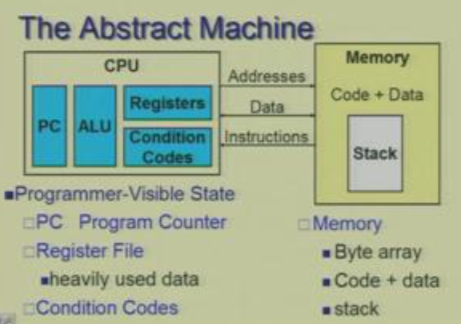 The Abstract Machine
CPU
PC
ALU
Registers
Condition
Codes
Addresses
Data
Instructions
Memory
Code + Data
Stack
Programmer-Visible State
PC Program Counter
Register File
heavily used data
Condition Codes
Memory
Byte array
Code + data
stack